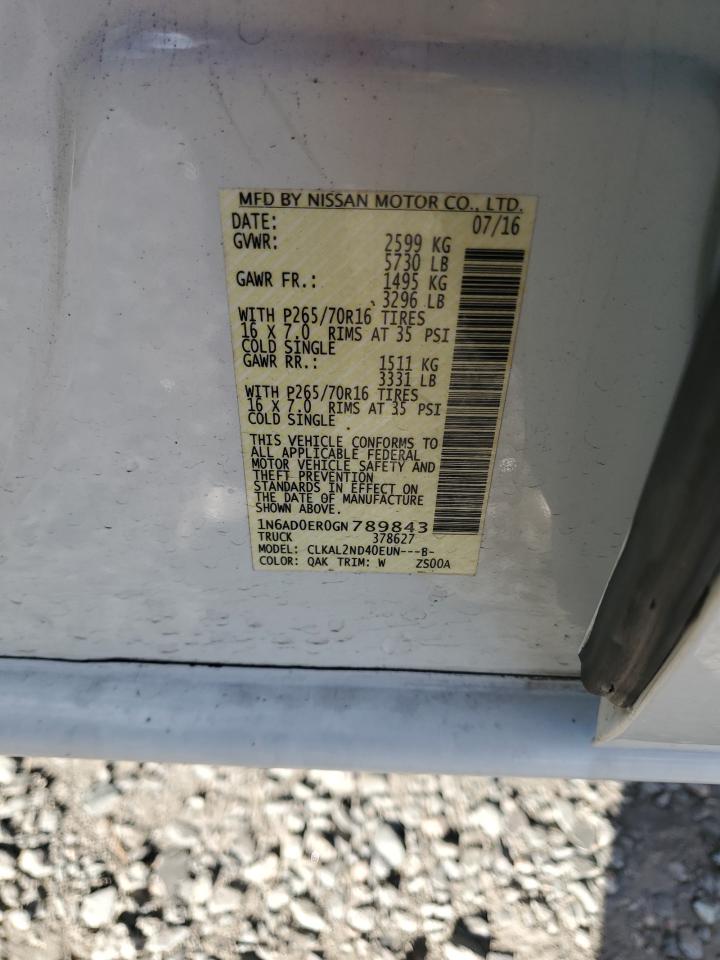 MFD BY NISSAN MOTOR CO., LTD.
DATE: 07/16
GVWR: 2599 KG
5730 LB
GAWR FR.: 1495 KG
3296 LB
WITH P265/70R16 TIRES
16 X 7.0 RIMS AT 35 PSI
COLD SINGLE
GAWR RR.: 1511 KG
3331 LB
WITH P265/70R16 TIRES
16 X 7.0 RIMS AT 35 PSI
COLD SINGLE
THIS VEHICLE CONFORMS TO
ALL APPLICABLE FEDERAL
MOTOR VEHICLE SAFETY AND
THEFT PREVENTION
STANDARDS IN EFFECT ON
THE DATE OF MANUFACTURE
SHOWN ABOVE.
1N6AD0ER0GN 789843
TRUCK 378627
MODEL: CLKAL2ND40EUN---B-
COLOR: QAK TRIM: W ZS00A